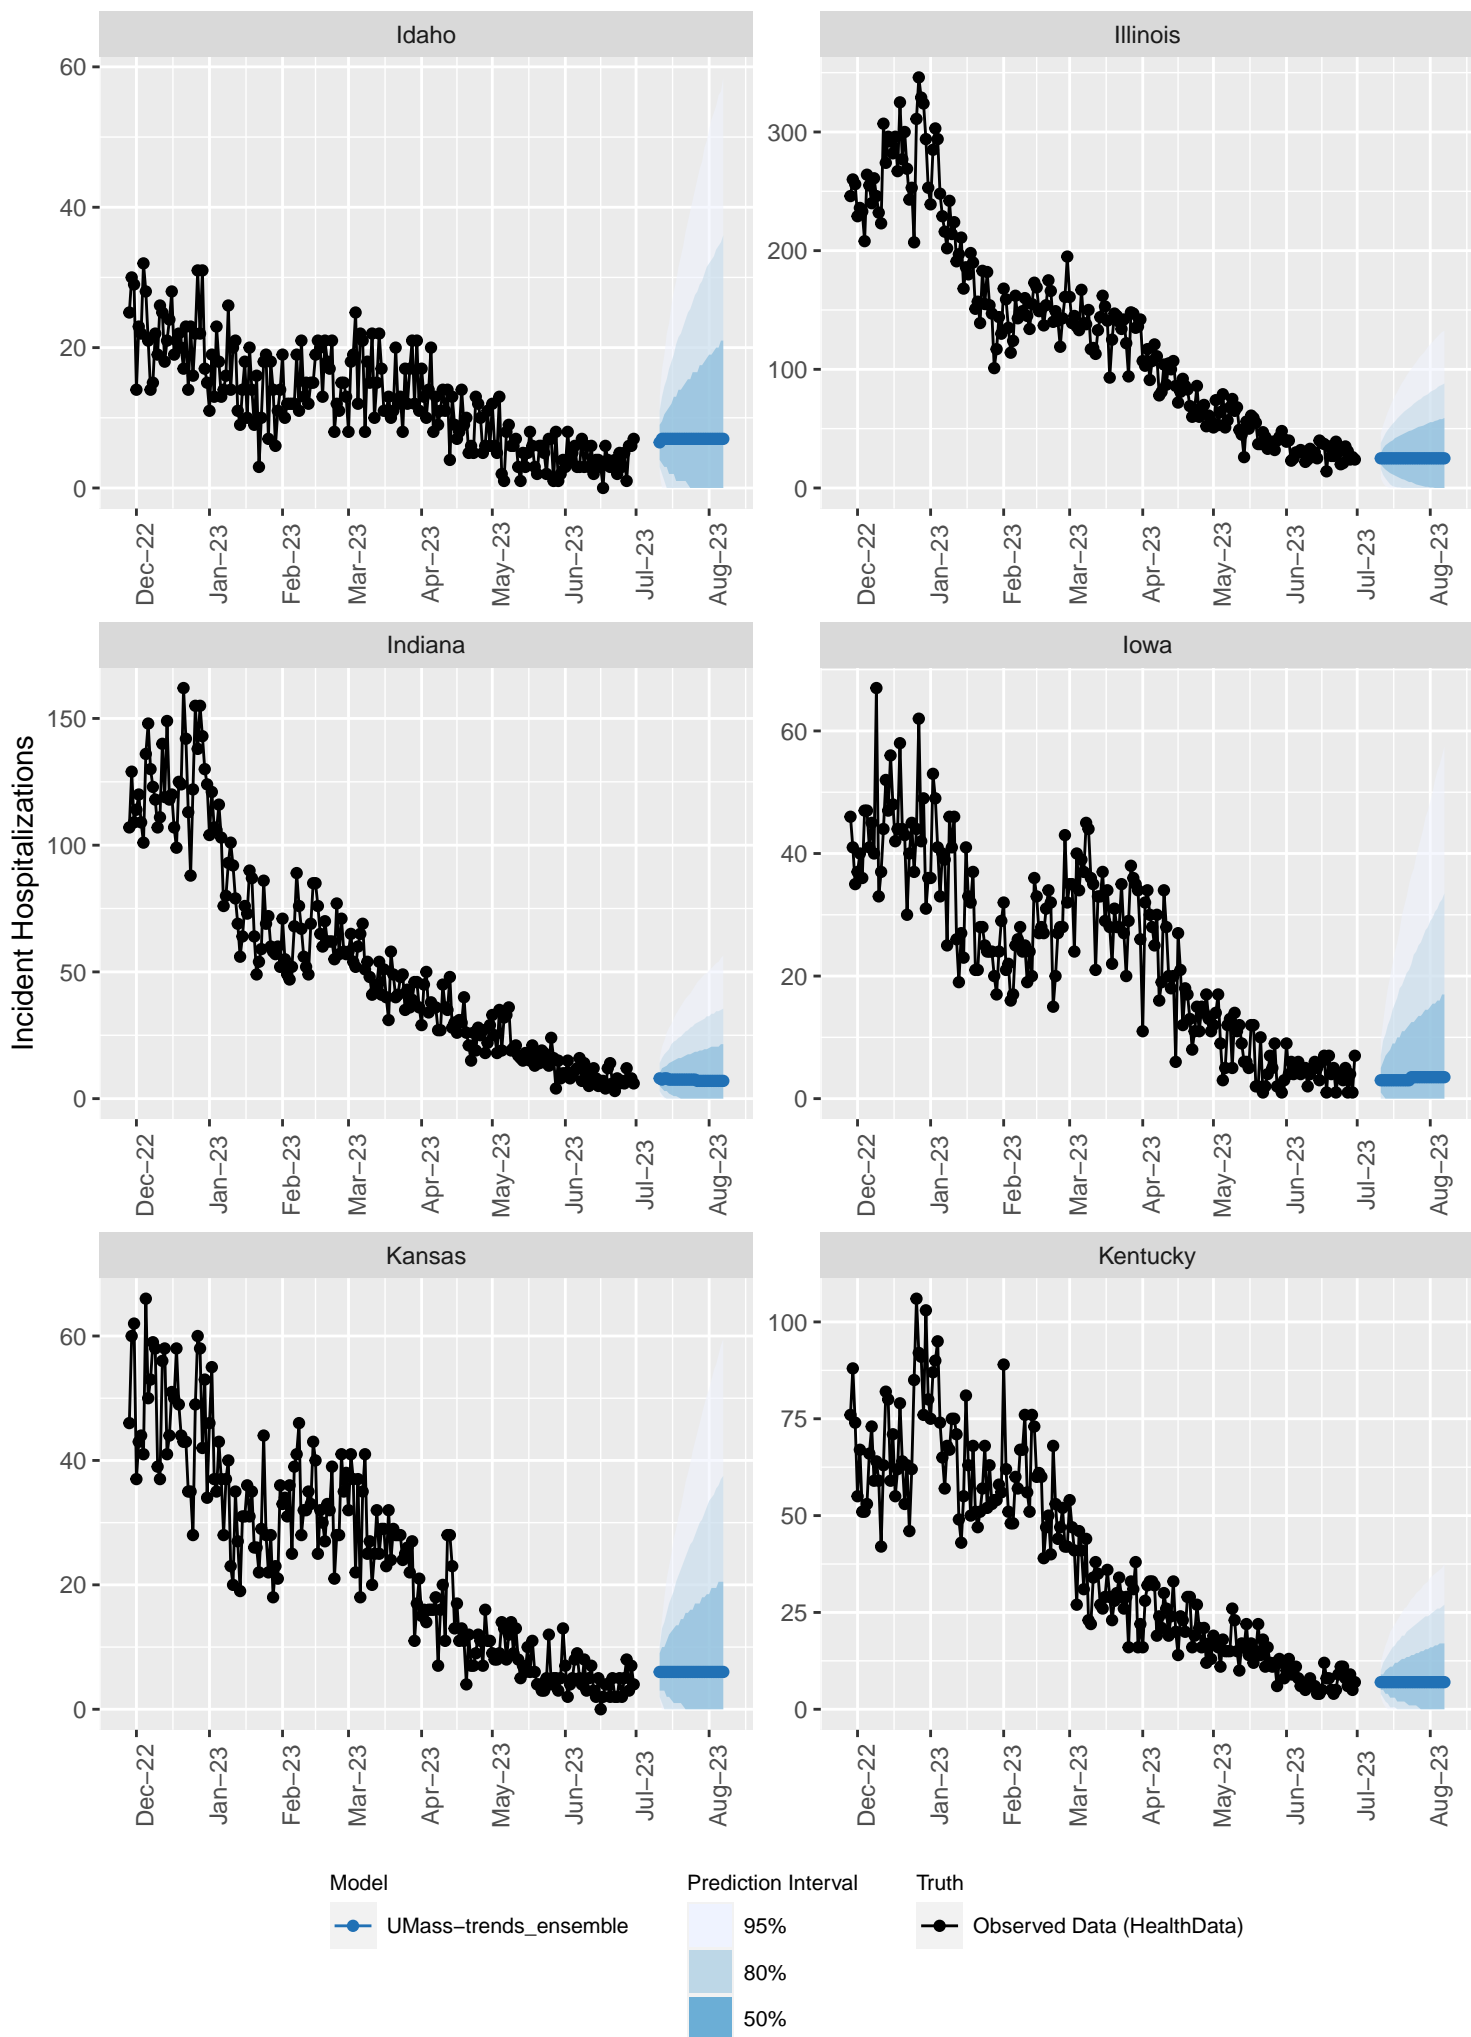 Idaho
Illinois
60
40
20
0
300
200
100
0
Dec−22
Jan−23
Feb−23
Mar−23
Apr−23
May−23
Jun−23
Jul−23
Aug−23
Dec−22
Jan−23
Feb−23
Mar−23
Apr−23
May−23
Jun−23
Jul−23
Aug−23
Incident Hospitalizations
Indiana
Iowa
150
100
50
0
60
40
20
0
Dec−22
Jan−23
Feb−23
Mar−23
Apr−23
May−23
Jun−23
Jul−23
Aug−23
Dec−22
Jan−23
Feb−23
Mar−23
Apr−23
May−23
Jun−23
Jul−23
Aug−23
Kansas
Kentucky
60
40
20
0
100
75
50
25
0
Dec−22
Jan−23
Feb−23
Mar−23
Apr−23
May−23
Jun−23
Jul−23
Aug−23
Dec−22
Jan−23
Feb−23
Mar−23
Apr−23
May−23
Jun−23
Jul−23
Aug−23
Model
UMass−trends_ensemble
Prediction Interval
95%
80%
50%
Truth
Observed Data (HealthData)